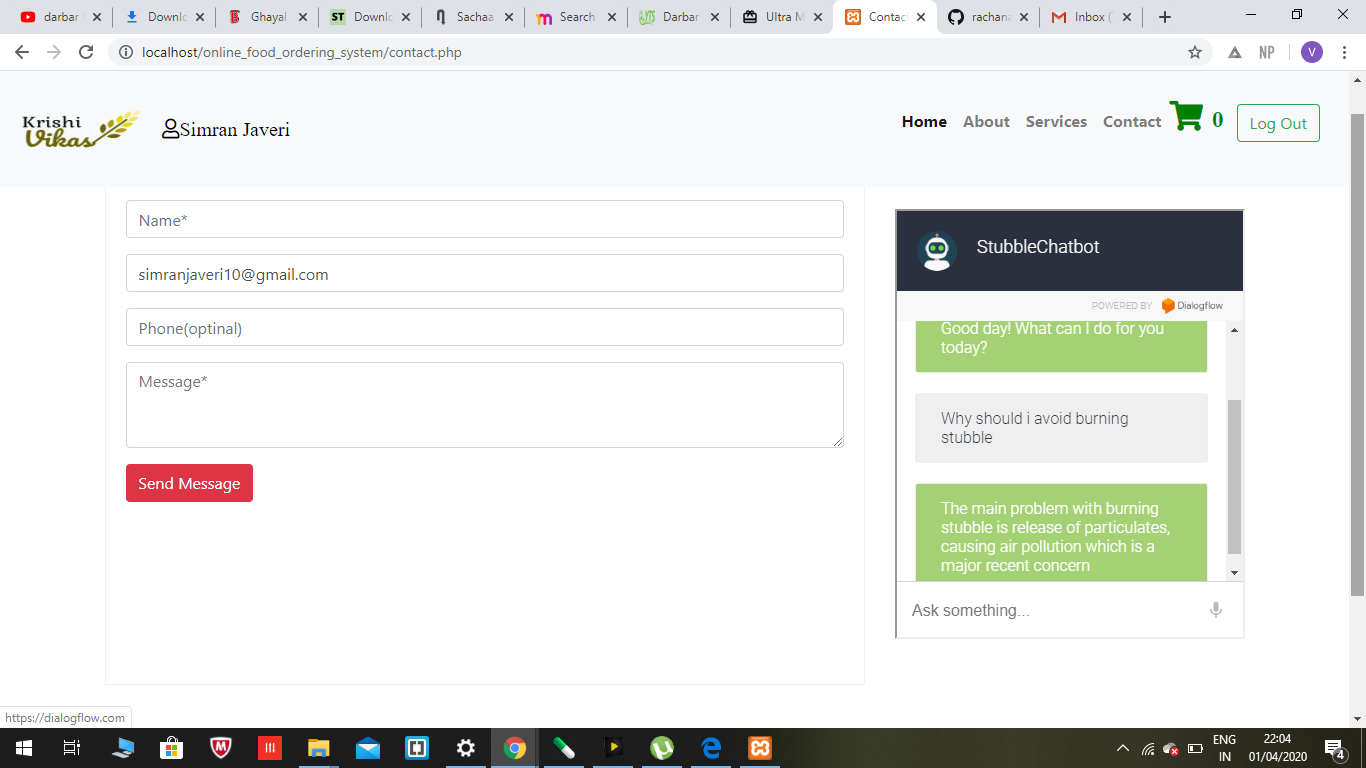 darbar
Downlo
Ghayal
ST Downlo
Sachaa
Search
Darbar
Ultra M
Contac
rachana
Inbox (
localhost/online_food_ordering_system/contact.php
NP
V
Krishi
Vikas
Simran Javeri
Home About Services Contact 0 Log Out
Name*
simranjaveri10@gmail.com
Phone(optinal)
Message*
Send Message
StubbleChatbot
POWERED BY Dialogflow
Good day! What can I do for you
today?
Why should i avoid burning
stubble
The main problem with burning
stubble is release of particulates,
causing air pollution which is a
major recent concern
Ask something...
https://dialogflow.com
ENG
IN
22:04
01/04/2020
4